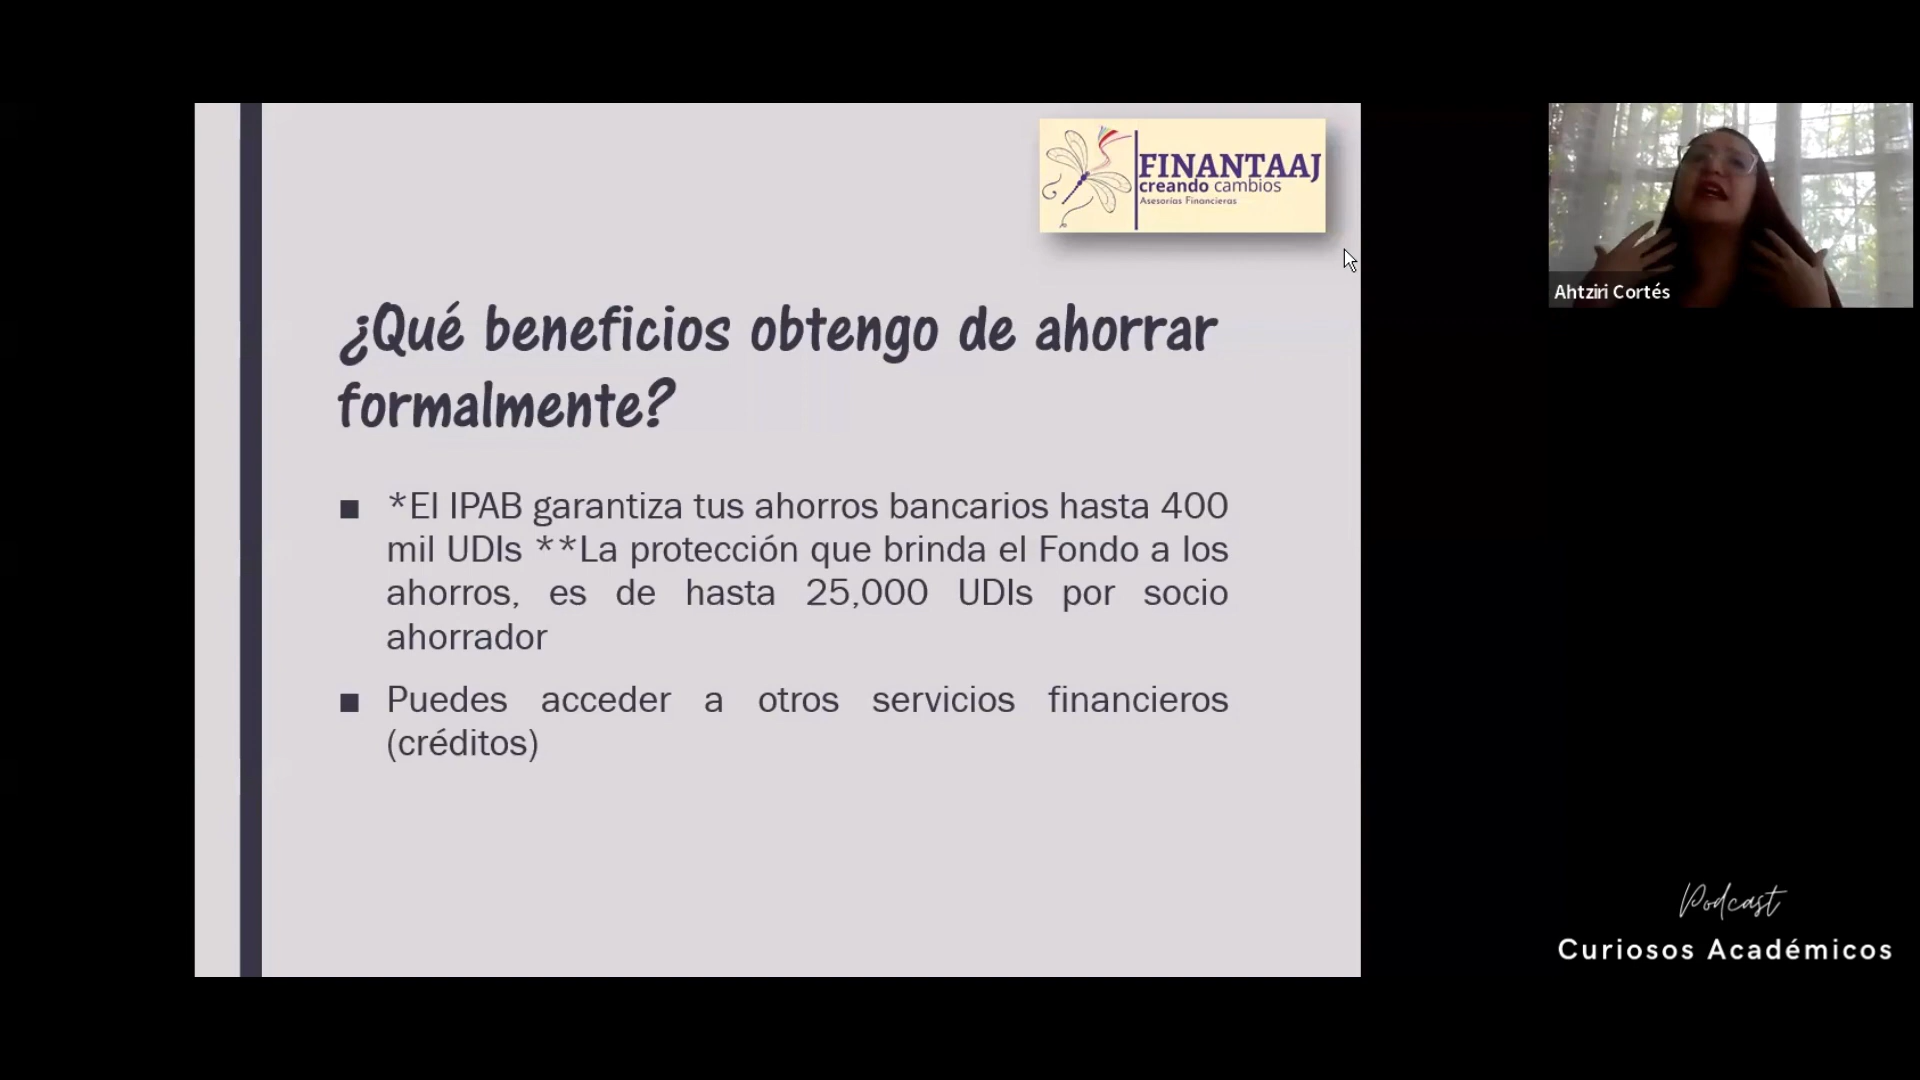 FINANTAAJ
creando cambios
Asesorías Financieras
¿Qué beneficios obtengo de ahorrar
formalmente?
■ *El IPAB garantiza tus ahorros bancarios hasta 400
mil UDIs **La protección que brinda el Fondo a los
ahorros, es de hasta 25,000 UDIs por socio
ahorrador
■ Puedes acceder a otros servicios financieros
(créditos)
Ahtziri Cortés
Podcast
Curiosos Académicos